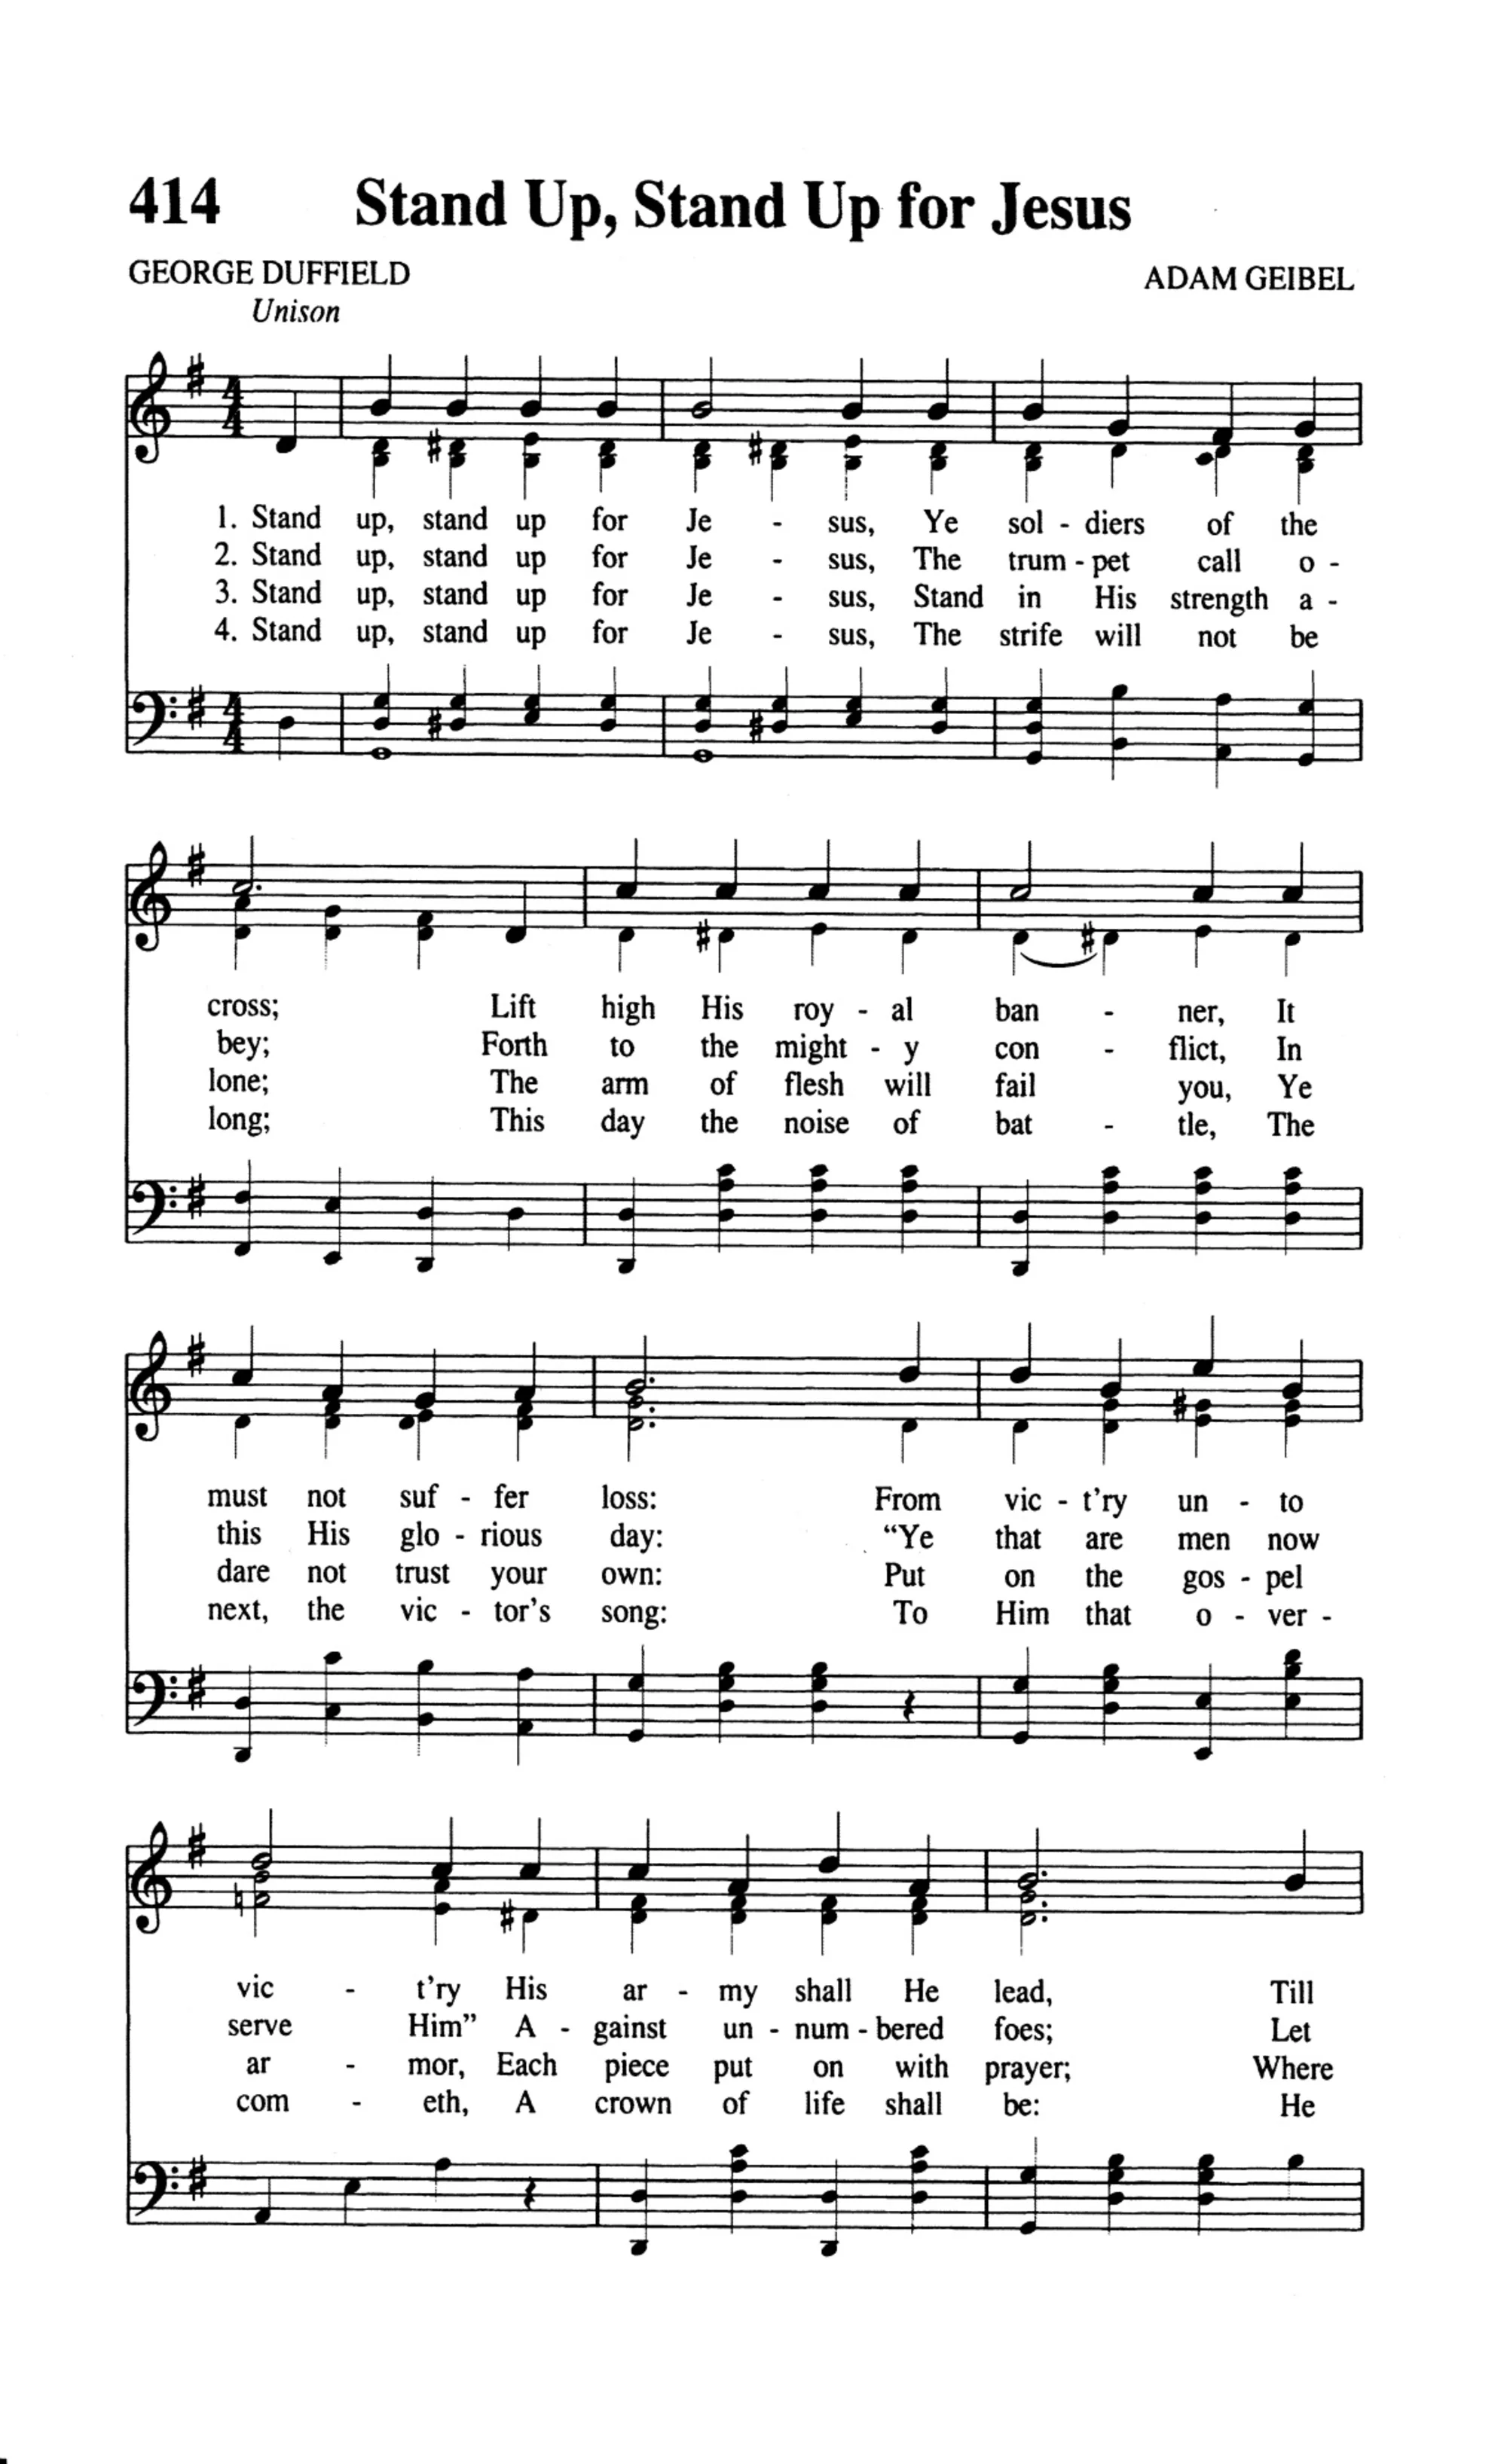 414 Stand Up, Stand Up for Jesus
GEORGE DUFFIELD ADAM GEIBEL
Unison
4 4
1. Stand up, stand up for Je - sus, Ye sol - diers of the
2. Stand up, stand up for Je - sus, The trum - pet call o -
3. Stand up, stand up for Je - sus, Stand in His strength a -
4. Stand up, stand up for Je - sus, The strife will not be
4 4
cross; Lift high His roy - al ban - ner, It
bey; Forth to the might - y con - flict, In
lone; The arm of flesh will fail you, Ye
long; This day the noise of bat - tle, The
must not suf - fer loss: From vic - t'ry un - to
this His glo - rious day: “Ye that are men now
dare not trust your own: Put on the gos - pel
next, the vic - tor's song: To Him that o - ver -
vic - t'ry His ar - my shall He lead, Till
serve Him” A - gainst un - num - bered foes; Let
ar - mor, Each piece put on with prayer; Where
com - eth, A crown of life shall be: He